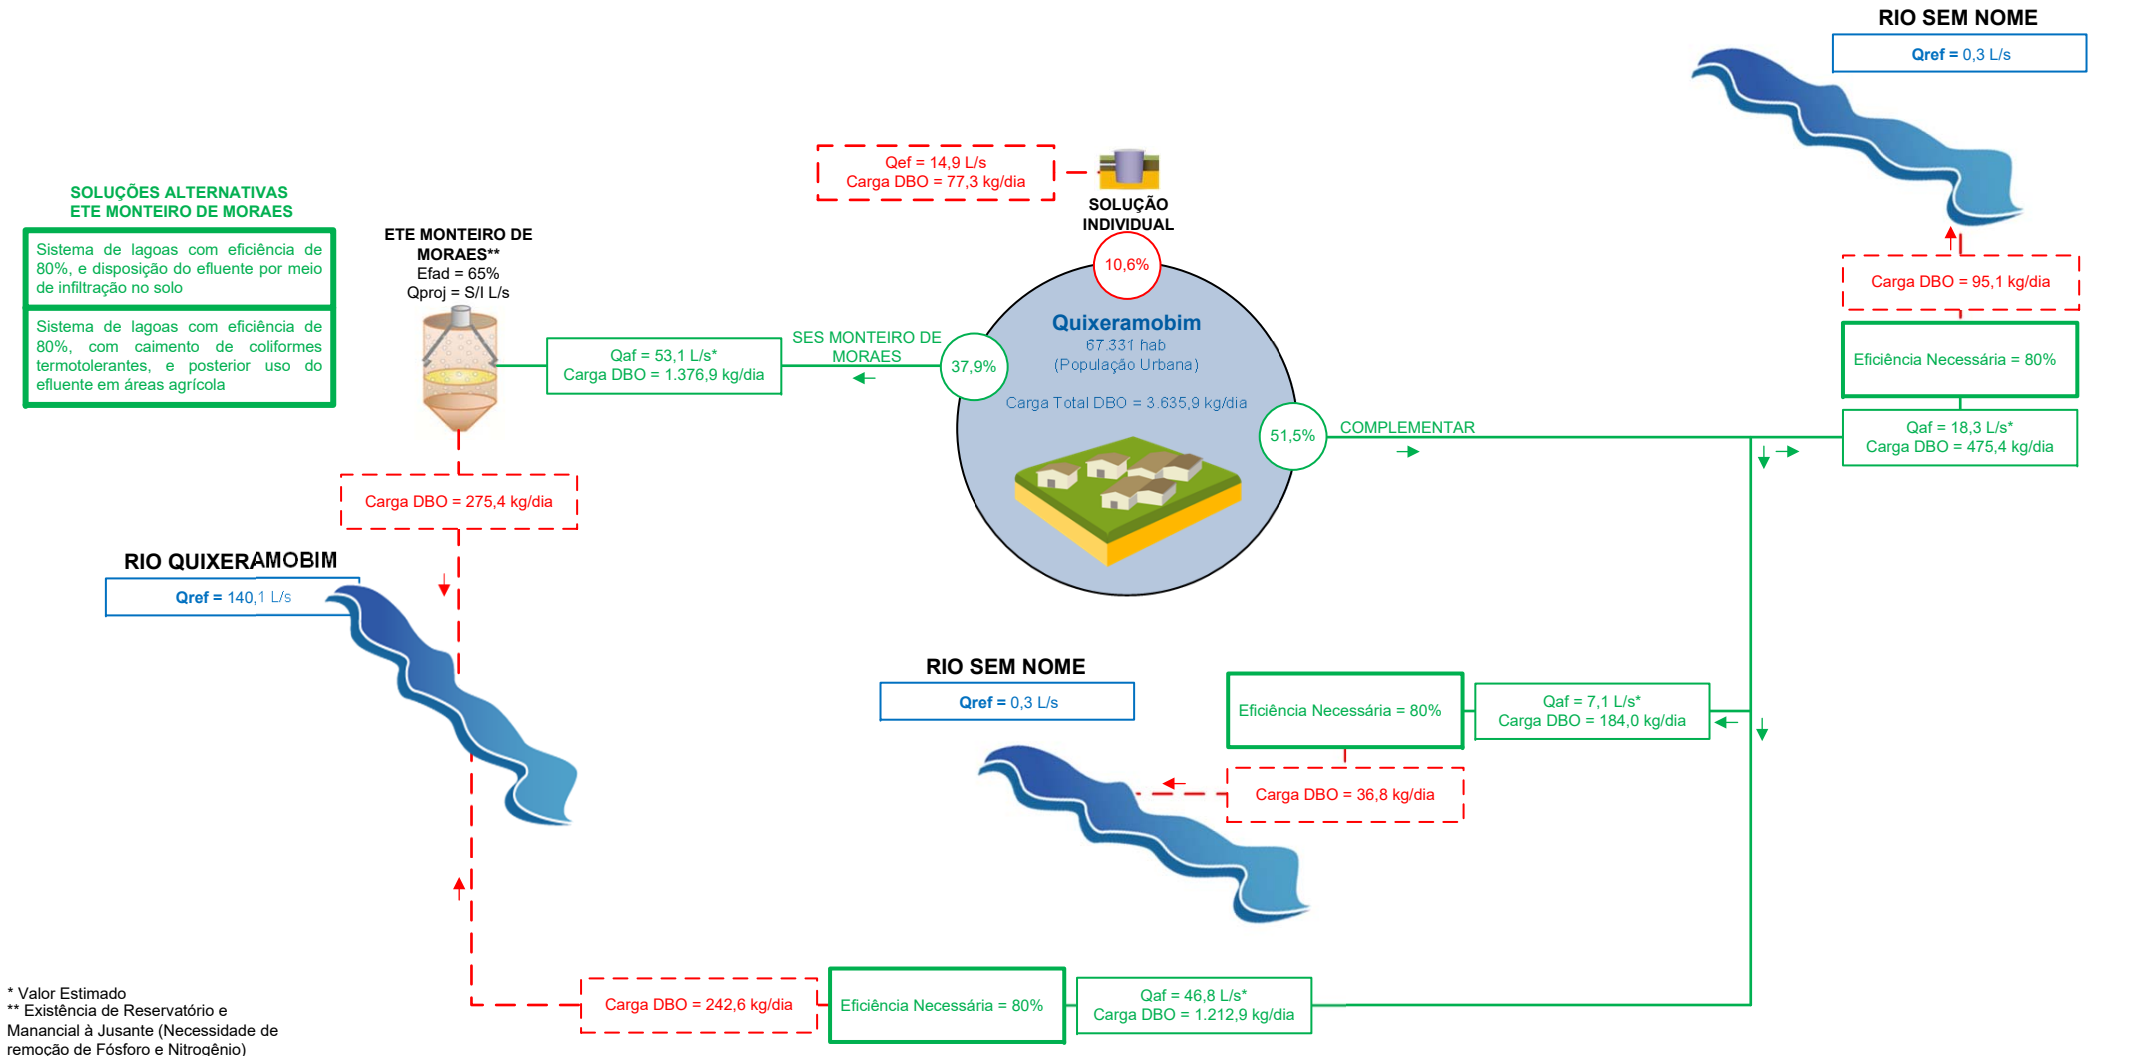 RIO SEM NOME
Qref = 0,3 L/s
Qef = 14,9 L/s
Carga DBO = 77,3 kg/dia
SOLUÇÃO
INDIVIDUAL
10,6%
SOLUÇÕES ALTERNATIVAS
ETE MONTEIRO DE MORAES
Sistema de lagoas com eficiência de
80%, e disposição do efluente por meio
de infiltração no solo
Sistema de lagoas com eficiência de
80%, com caimento de coliformes
termotolerantes, e posterior uso do
efluente em áreas agrícola
ETE MONTEIRO DE
MORAES**
Efad = 65%
Qproj = S/I L/s
Qaf = 53,1 L/s*
Carga DBO = 1.376,9 kg/dia
SES MONTEIRO DE
MORAES
37,9%
Quixeramobim
67.331 hab
(População Urbana)
Carga Total DBO = 3.635,9 kg/dia
51,5%
COMPLEMENTAR
Carga DBO = 95,1 kg/dia
Eficiência Necessária = 80%
Qaf = 18,3 L/s*
Carga DBO = 475,4 kg/dia
Carga DBO = 275,4 kg/dia
RIO QUIXERAMOBIM
Qref = 140,1 L/s
RIO SEM NOME
Qref = 0,3 L/s
Eficiência Necessária = 80%
Qaf = 7,1 L/s*
Carga DBO = 184,0 kg/dia
Carga DBO = 36,8 kg/dia
Carga DBO = 242,6 kg/dia
Eficiência Necessária = 80%
Qaf = 46,8 L/s*
Carga DBO = 1.212,9 kg/dia
* Valor Estimado
** Existência de Reservatório e
Manancial à Jusante (Necessidade de
remoção de Fósforo e Nitrogênio)